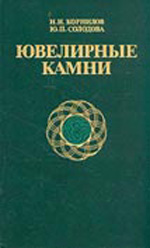 Н. И. КОРНИЛОВ
Ю. П. СОЛОДОВА
ЮВЕЛИРНЫЕ
КАМНИ